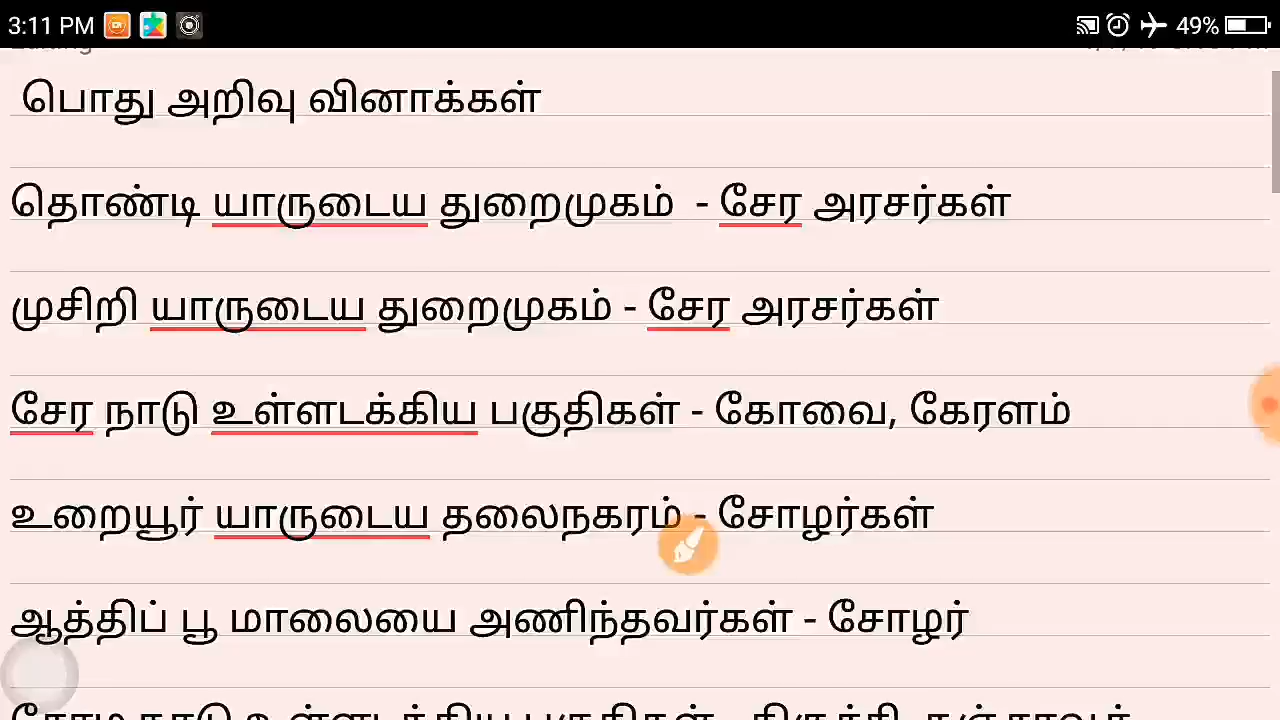 3:11 PM 49%
பொது அறிவு வினாக்கள்
தொண்டி யாருடைய துறைமுகம் - சேர அரசர்கள்
முசிறி யாருடைய துறைமுகம் - சேர அரசர்கள்
சேர நாடு உள்ளடக்கிய பகுதிகள் - கோவை, கேரளம்
உறையூர் யாருடைய தலைநகரம் - சோழர்கள்
ஆத்திப் பூ மாலையை அணிந்தவர்கள் - சோழர்